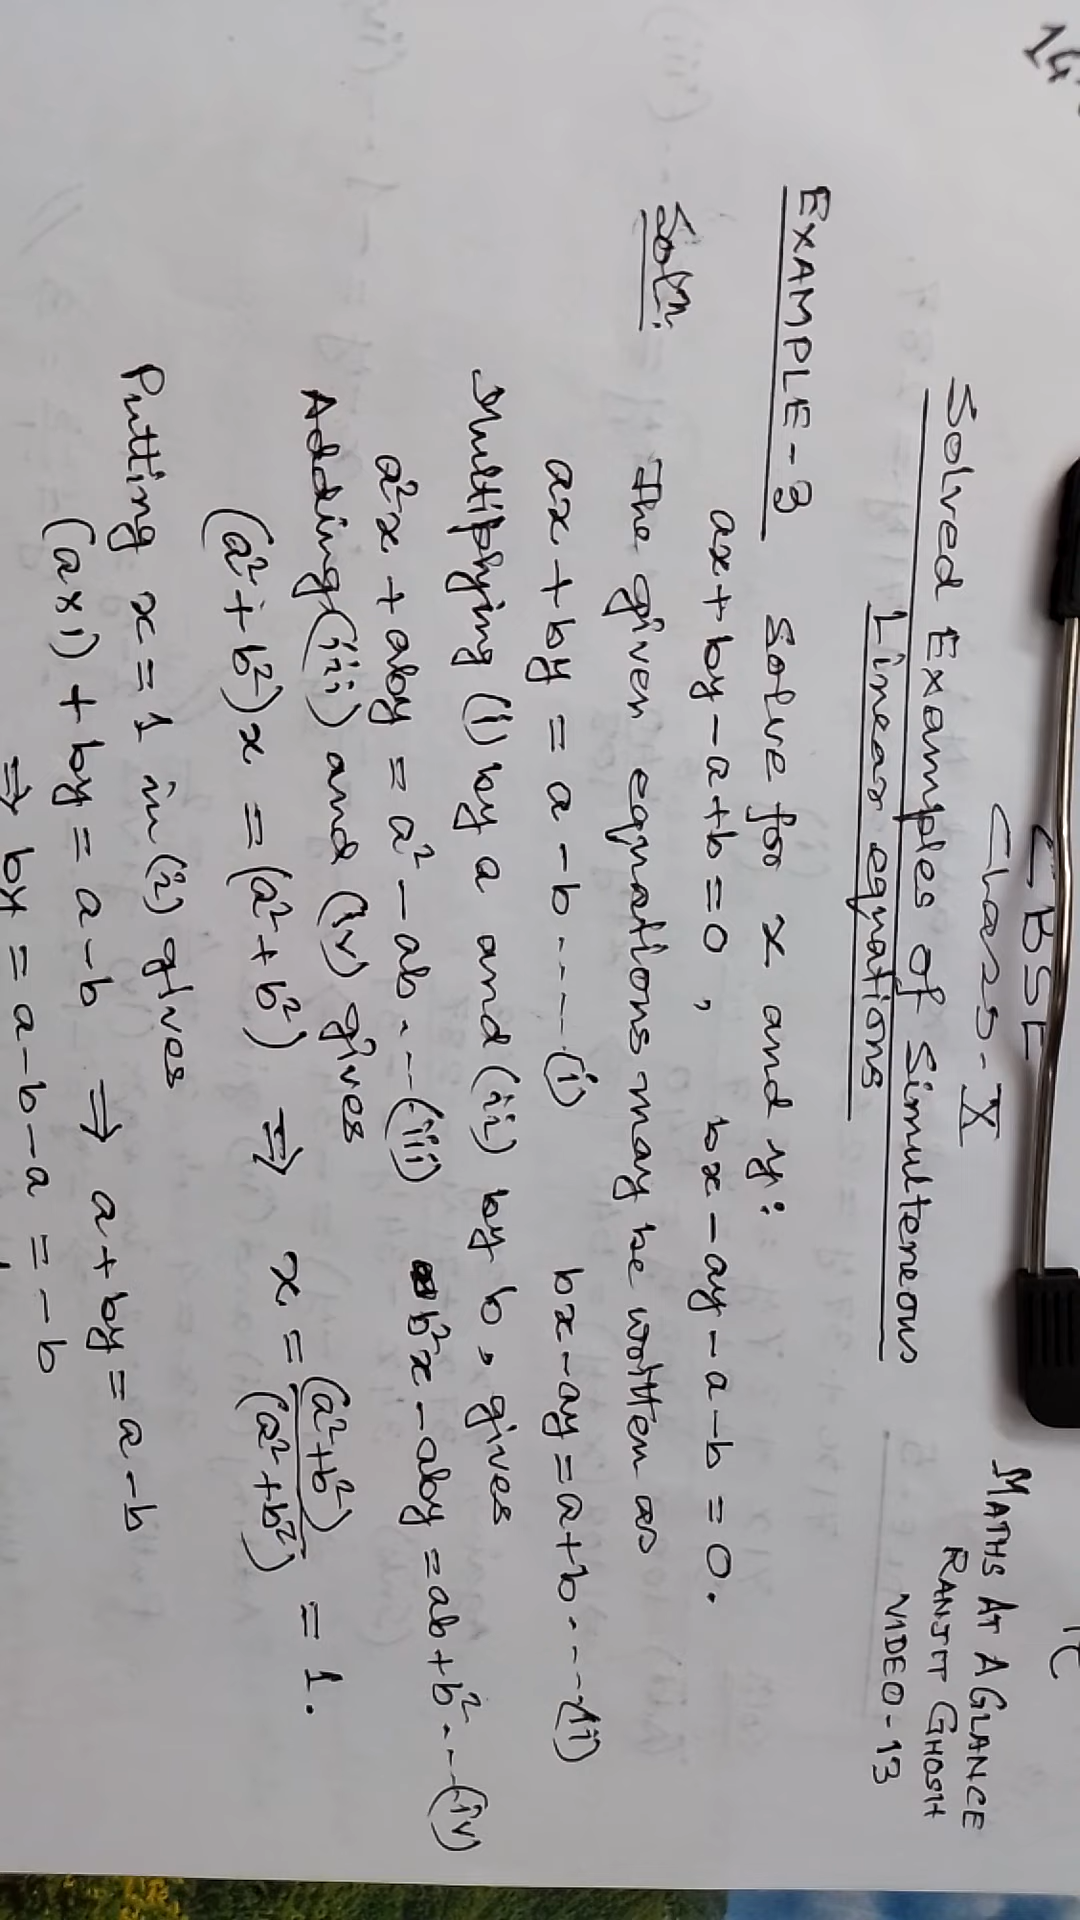 CBSE
Class-X
MATHS AT A GLANCE
RANJIT GHOSH
VIDEO-13
Solved Examples of Simulteneous
Linear equations
EXAMPLE-3 Solve for x and y:
ax+by-a+b=0, bx-ay-a-b=0.
Soln. The given equations may be written as
ax+by=a-b....(i) bx-ay=a+b....(ii)
Multiplying (i) by a and (ii) by b, gives
a²x+aby=a²-ab...(iii) b²x-aby=ab+b²...(iv)
Adding (iii) and (iv) gives
(a²+b²)x=(a²+b²) ⇒ x=(a²+b²)/(a²+b²)=1.
Putting x=1 in (i) gives
(a×1)+by=a-b ⇒ a+by=a-b
⇒ by=a-b-a=-b